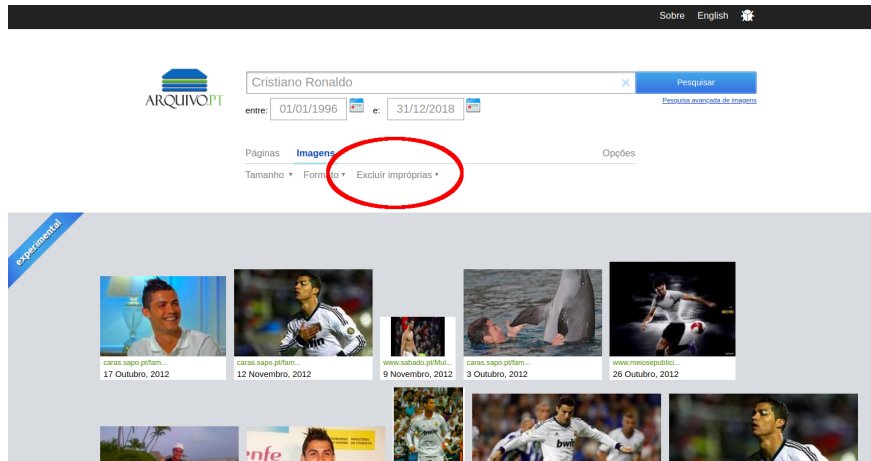 Sobre English
Cristiano Ronaldo × Pesquisar
ARQUIVO.PT
entre: 01/01/1996 e: 31/12/2018 Pesquisa avançada de imagens
Páginas Imagens Opções
Tamanho Formato Excluír impróprias
experimental
caras.sapo.pt/fam... caras.sapo.pt/fam... www.sabado.pt/Mul... caras.sapo.pt/fam... www.meiosepublici...
17 Outubro, 2012 12 Novembro, 2012 9 Novembro, 2012 3 Outubro, 2012 26 Outubro, 2012
enfe
bwin